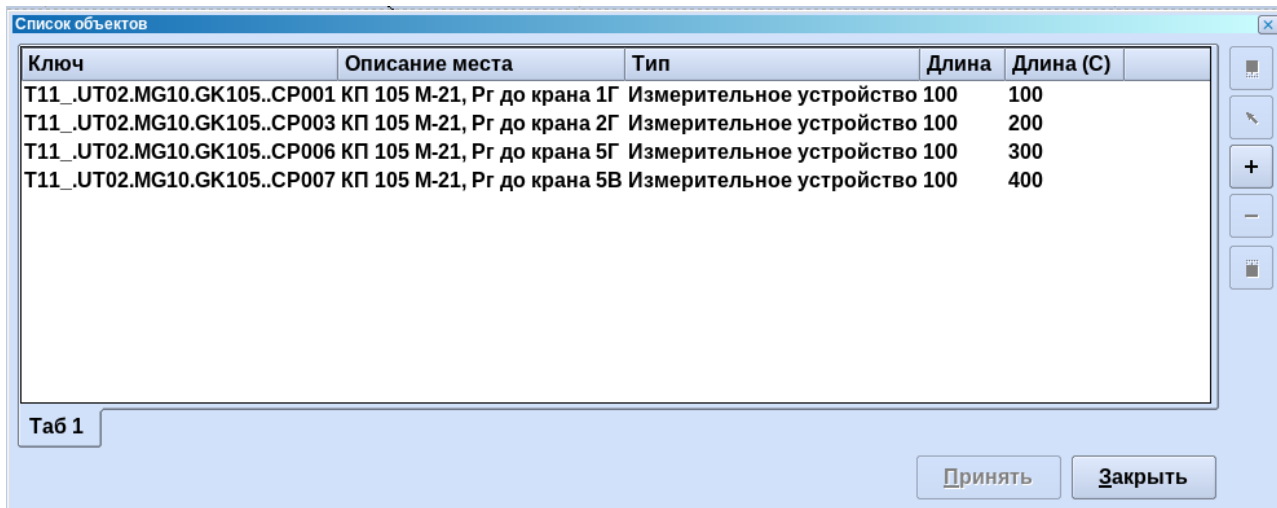 Список объектов
Ключ Описание места Тип Длина Длина (С)
T11_.UT02.MG10.GK105..CP001 КП 105 М-21, Рг до крана 1Г Измерительное устройство 100 100
T11_.UT02.MG10.GK105..CP003 КП 105 М-21, Рг до крана 2Г Измерительное устройство 100 200
T11_.UT02.MG10.GK105..CP006 КП 105 М-21, Рг до крана 5Г Измерительное устройство 100 300
T11_.UT02.MG10.GK105..CP007 КП 105 М-21, Рг до крана 5В Измерительное устройство 100 400
Таб 1
Принять Закрыть